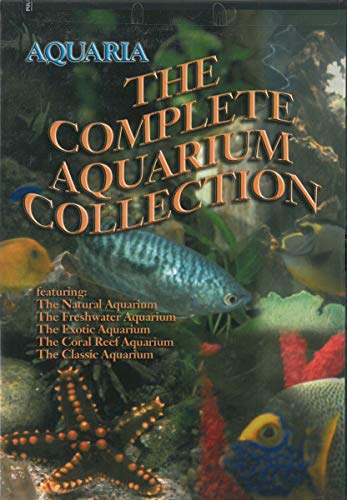 AQUARIA
THE
COMPLETE
AQUARIUM
COLLECTION
featuring:
The Natural Aquarium
The Freshwater Aquarium
The Exotic Aquarium
The Coral Reef Aquarium
The Classic Aquarium